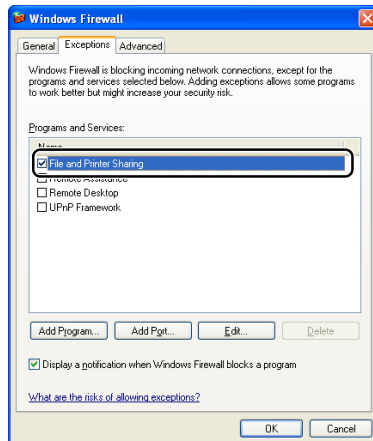 Windows Firewall
General Exceptions Advanced
Windows Firewall is blocking incoming network connections, except for the
programs and services selected below. Adding exceptions allows some programs
to work better but might increase your security risk.
Programs and Services:
Name
File and Printer Sharing
Remote Assistance
Remote Desktop
UPnP Framework
Add Program... Add Port... Edit... Delete
Display a notification when Windows Firewall blocks a program
What are the risks of allowing exceptions?
OK Cancel